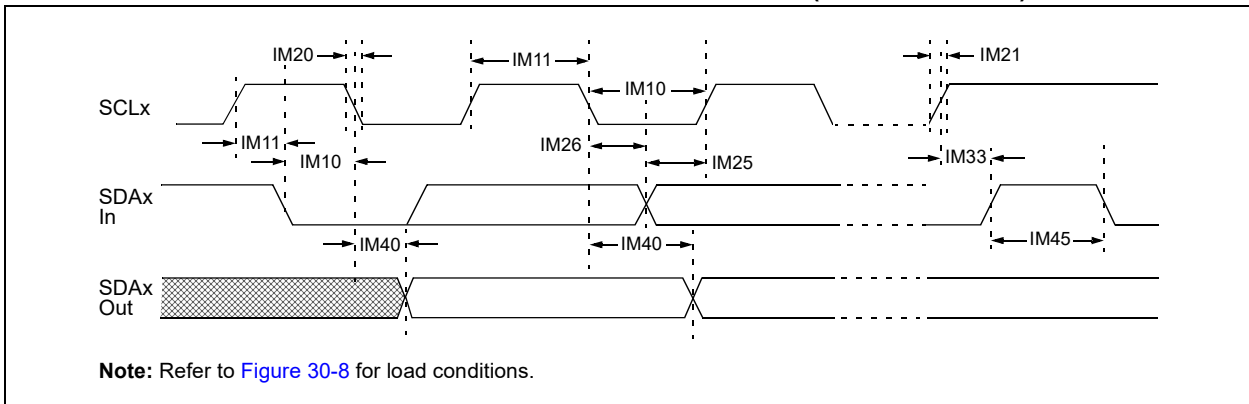 IM20
IM11
IM21
IM10
SCLx
IM11
IM26
IM10
IM25
IM33
SDAx
In
IM40
IM40
IM45
SDAx
Out
Note: Refer to Figure 30-8 for load conditions.